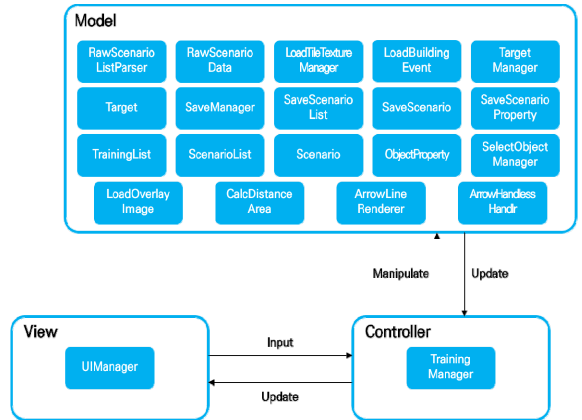 Model
RawScenario
ListParser
RawScenario
Data
LoadTileTexture
Manager
LoadBuilding
Event
Target
Manager
Target
SaveManager
SaveScenario
List
SaveScenario
SaveScenario
Property
TrainingList
ScenarioList
Scenario
ObjectProperty
SelectObject
Manager
LoadOverlay
Image
CalcDistance
Area
ArrowLine
Renderer
ArrowHandless
Handlr
Manipulate
Update
View
UIManager
Input
Update
Controller
Training
Manager